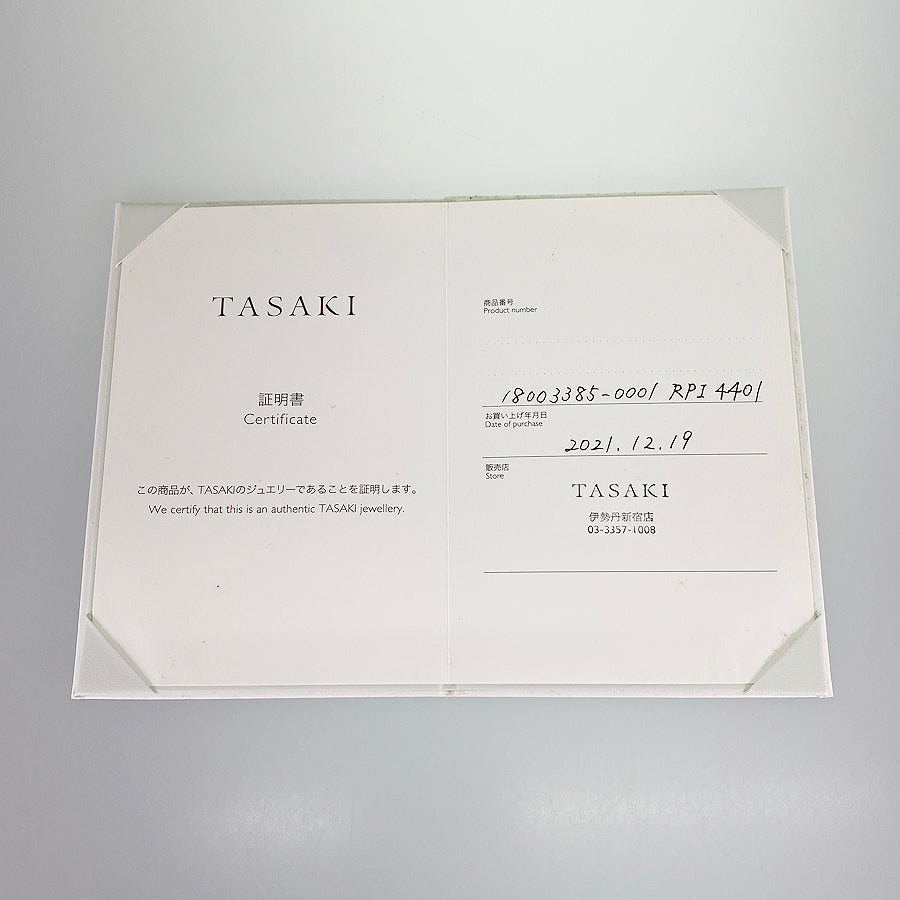 TASAKI
証明書
Certificate
この商品が、TASAKIのジュエリーであることを証明します。
We certify that this is an authentic TASAKI jewellery.
商品番号
Product number
18003385-0001 RPI 4401
お買い上げ年月日
Date of purchase
2021.12.19
販売店
Store
TASAKI
伊勢丹新宿店
03-3357-1008